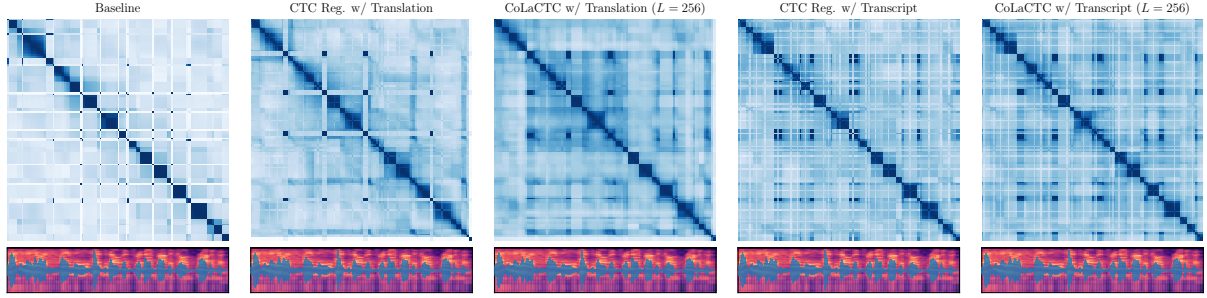 Baseline
CTC Reg. w/ Translation
CoLaCTC w/ Translation (L = 256)
CTC Reg. w/ Transcript
CoLaCTC w/ Transcript (L = 256)